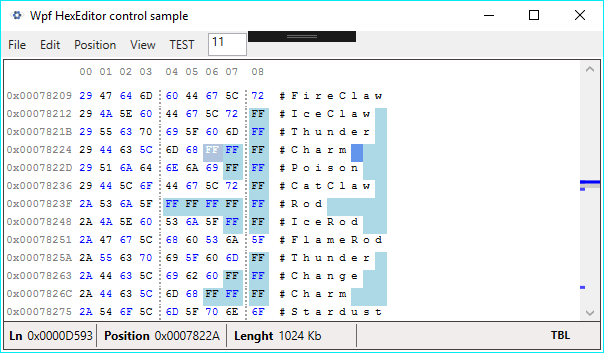 Wpf HexEditor control sample
File Edit Position View TEST 11
00 01 02 03 04 05 06 07 08
0x00078209 29 47 64 6D 60 44 67 5C 72 #FireClaw
0x00078212 29 4A 5E 60 44 67 5C 72 FF #IceClaw
0x0007821B 29 55 63 70 69 5F 60 6D FF #Thunder
0x00078224 29 44 63 5C 6D 68 FF FF FF #Charm
0x0007822D 29 51 6A 64 6E 6A 69 FF FF #Poison
0x00078236 29 44 5C 6F 44 67 5C 72 FF #CatClaw
0x0007823F 2A 53 6A 5F FF FF FF FF FF #Rod
0x00078248 2A 4A 5E 60 53 6A 5F FF FF #IceRod
0x00078251 2A 47 67 5C 68 60 53 6A 5F #FlameRod
0x0007825A 2A 55 63 70 69 5F 60 6D FF #Thunder
0x00078263 2A 44 63 5C 69 62 60 FF FF #Change
0x0007826C 2A 44 63 5C 6D 68 FF FF FF #Charm
0x00078275 2A 54 6F 5C 6D 5F 70 6E 6F #Stardust
Ln 0x0000D593 Position 0x0007822A Lenght 1024 Kb TBL